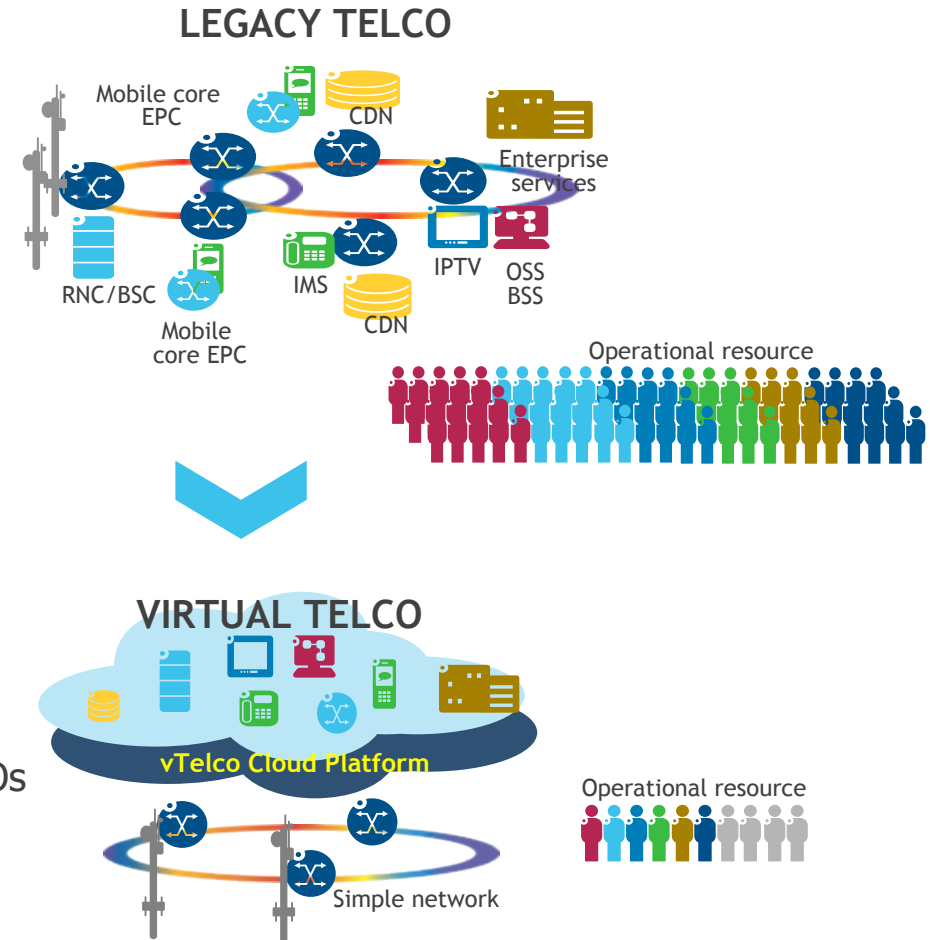 LEGACY TELCO
Mobile core
EPC
CDN
Enterprise
services
RNC/BSC
IMS
IPTV
OSS
BSS
CDN
Mobile
core EPC
Operational resource
VIRTUAL TELCO
vTelco Cloud Platform
Operational resource
Simple network